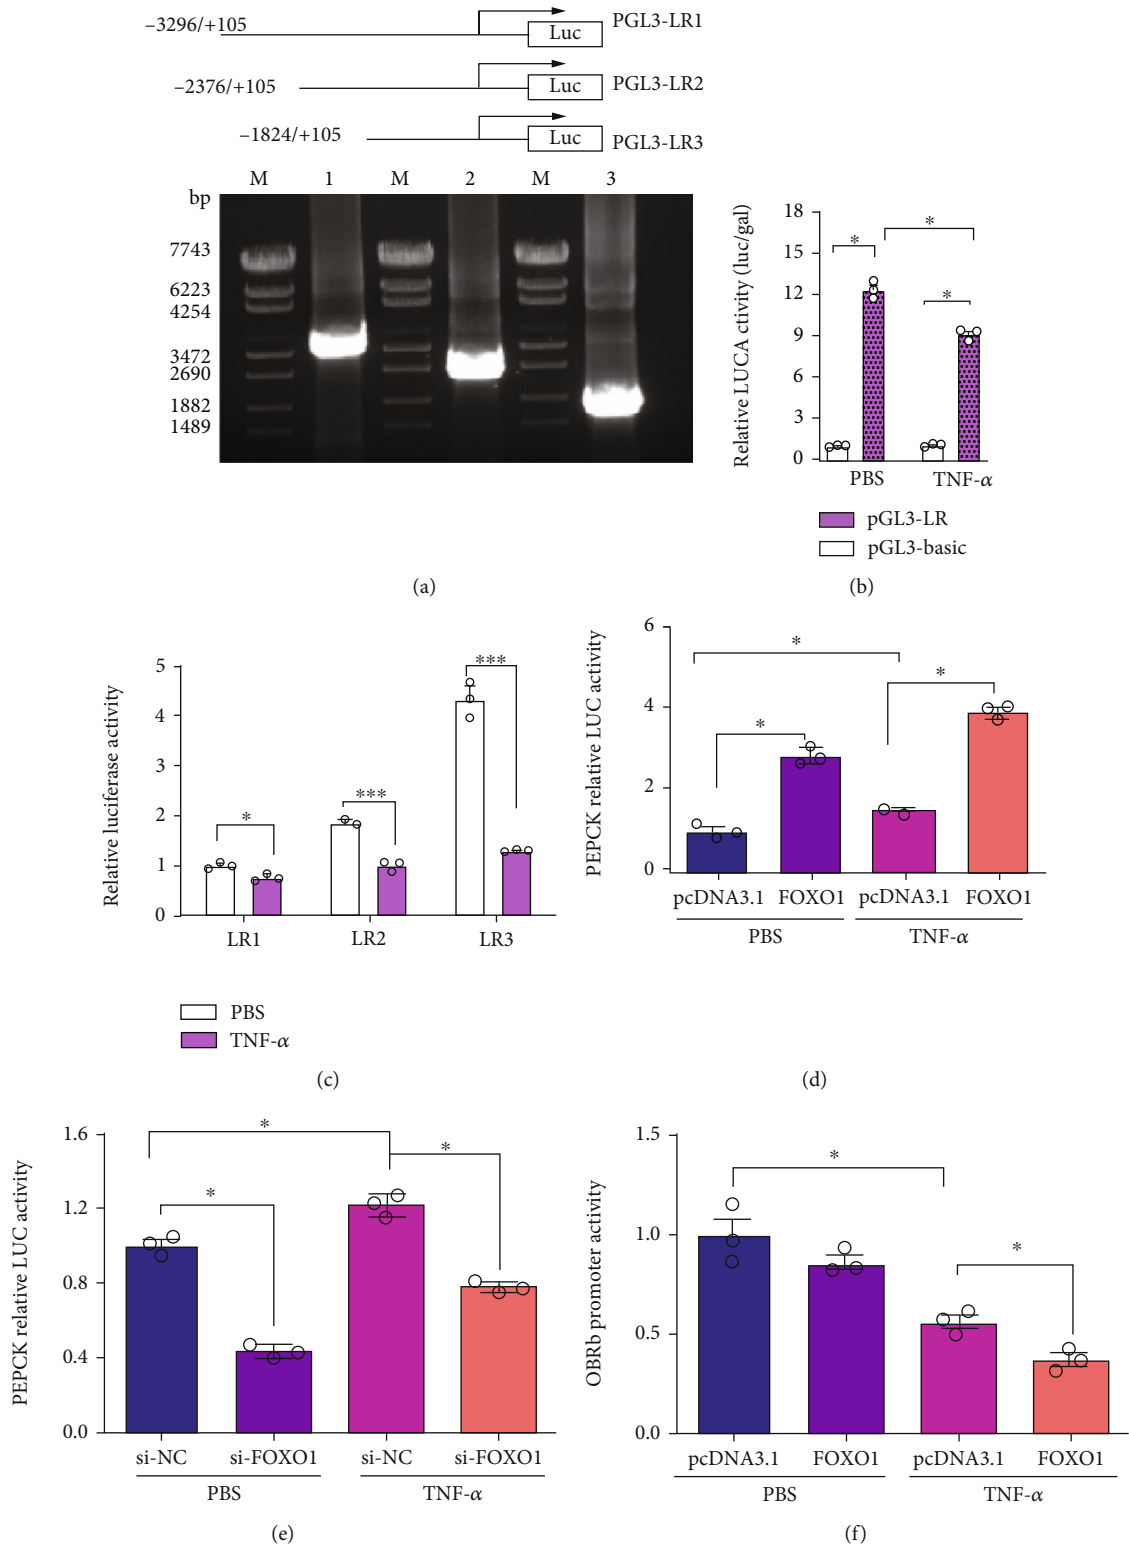 −3296/+105
Luc
PGL3-LR1
−2376/+105
Luc
PGL3-LR2
−1824/+105
Luc
PGL3-LR3
M 1 M 2 M 3
bp
7743
6223
4254
3472
2690
1882
1489
(a)
Relative LUCA ctivity (luc/gal)
18
15
12
9
6
3
0
*
*
*
PBS
TNF-α
pGL3-LR
pGL3-basic
(b)
Relative luciferase activity
5
4
3
2
1
0
*
***
***
LR1
LR2
LR3
PBS
TNF-α
(c)
PEPCK relative LUC activity
6
4
2
0
*
*
*
pcDNA3.1
FOXO1
pcDNA3.1
FOXO1
PBS
TNF-α
(d)
PEPCK relative LUC activity
1.6
1.2
0.8
0.4
0.0
*
*
*
si-NC
si-FOXO1
si-NC
si-FOXO1
PBS
TNF-α
(e)
OBRb promoter activity
1.5
1.0
0.5
0.0
*
*
pcDNA3.1
FOXO1
pcDNA3.1
FOXO1
PBS
TNF-α
(f)